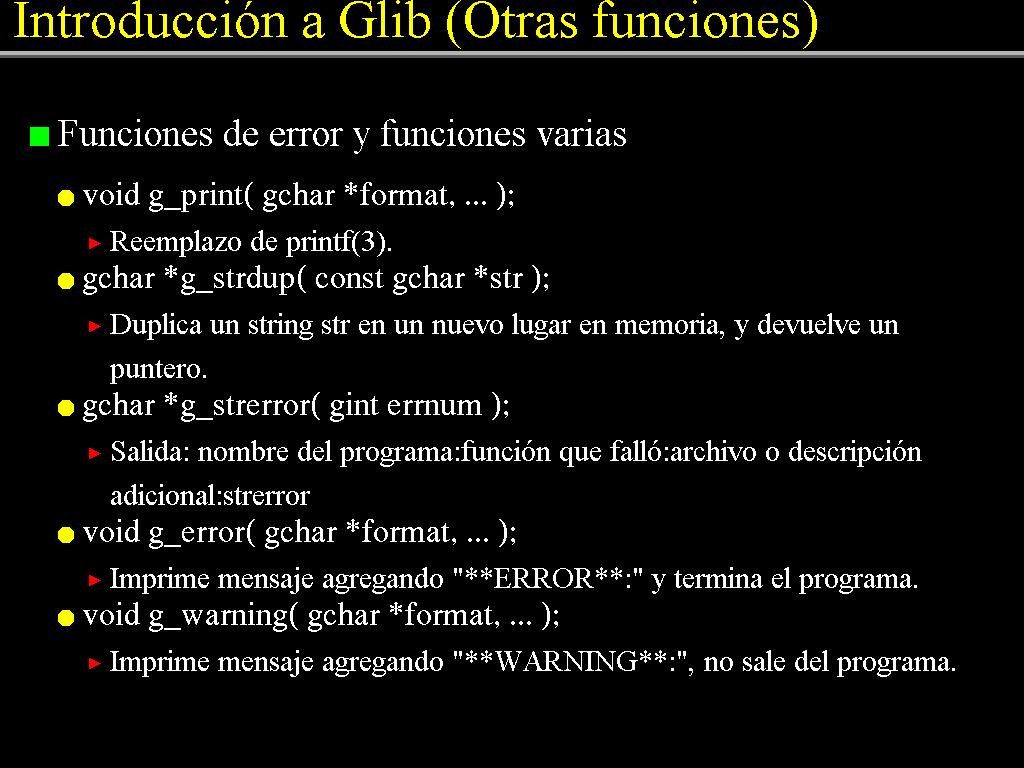 Introducción a Glib (Otras funciones)
Funciones de error y funciones varias
void g_print( gchar *format, ... );
Reemplazo de printf(3).
gchar *g_strdup( const gchar *str );
Duplica un string str en un nuevo lugar en memoria, y devuelve un
puntero.
gchar *g_strerror( gint errnum );
Salida: nombre del programa:función que falló:archivo o descripción
adicional:strerror
void g_error( gchar *format, ... );
Imprime mensaje agregando "**ERROR**:" y termina el programa.
void g_warning( gchar *format, ... );
Imprime mensaje agregando "**WARNING**:", no sale del programa.